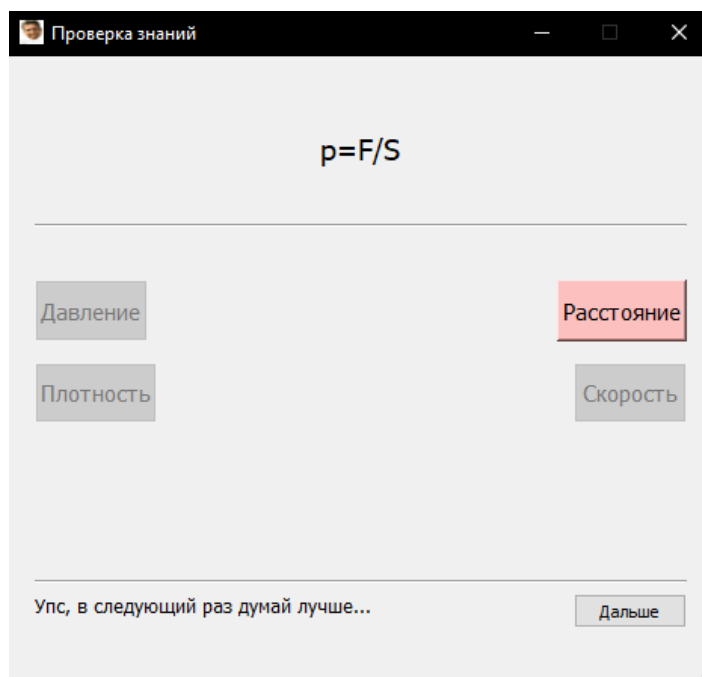 Проверка знаний
p=F/S
Давление
Расстояние
Плотность
Скорость
Упс, в следующий раз думай лучше...
Дальше